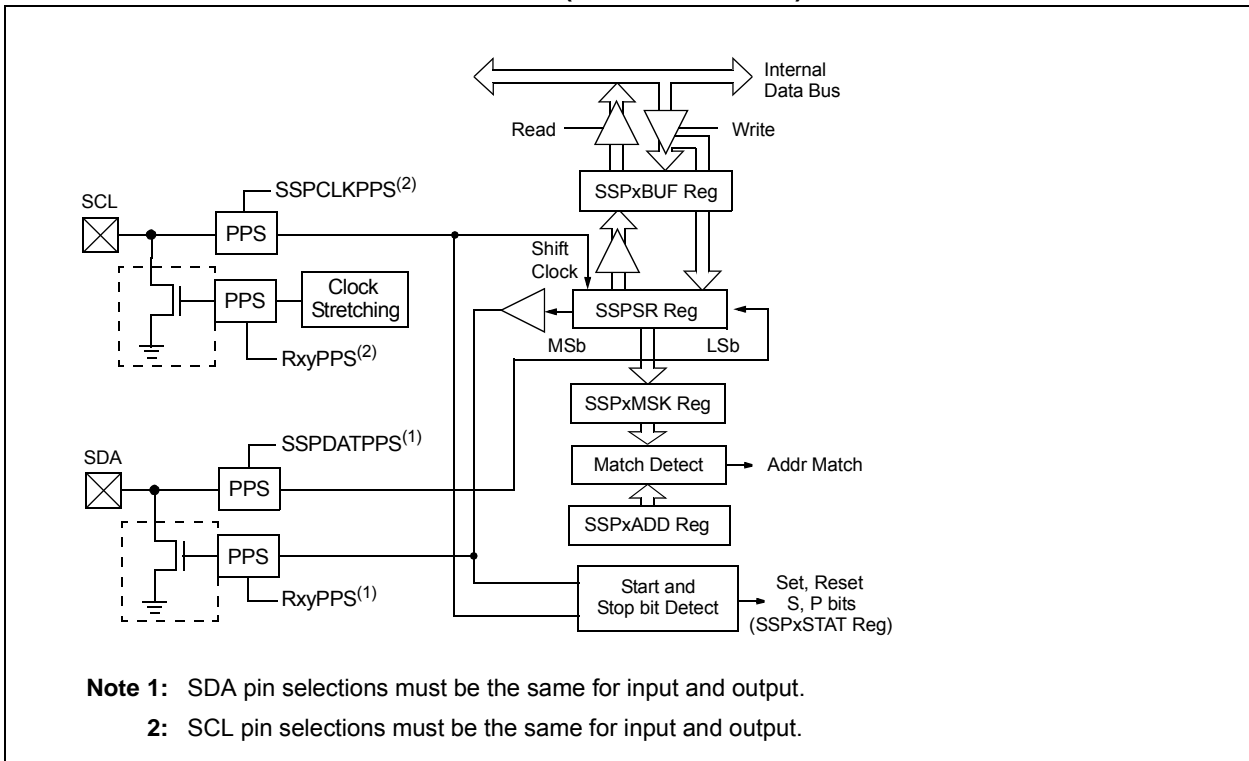 Internal
Data Bus
Read
Write
SSPxBUF Reg
SSPCLKPPS(2)
SCL
PPS
Shift
Clock
PPS
Clock
Stretching
SSPSR Reg
MSb
LSb
RxyPPS(2)
SSPxMSK Reg
SSPDATPPS(1)
SDA
PPS
Match Detect
Addr Match
SSPxADD Reg
PPS
RxyPPS(1)
Start and
Stop bit Detect
Set, Reset
S, P bits
(SSPxSTAT Reg)
Note 1: SDA pin selections must be the same for input and output.
2: SCL pin selections must be the same for input and output.